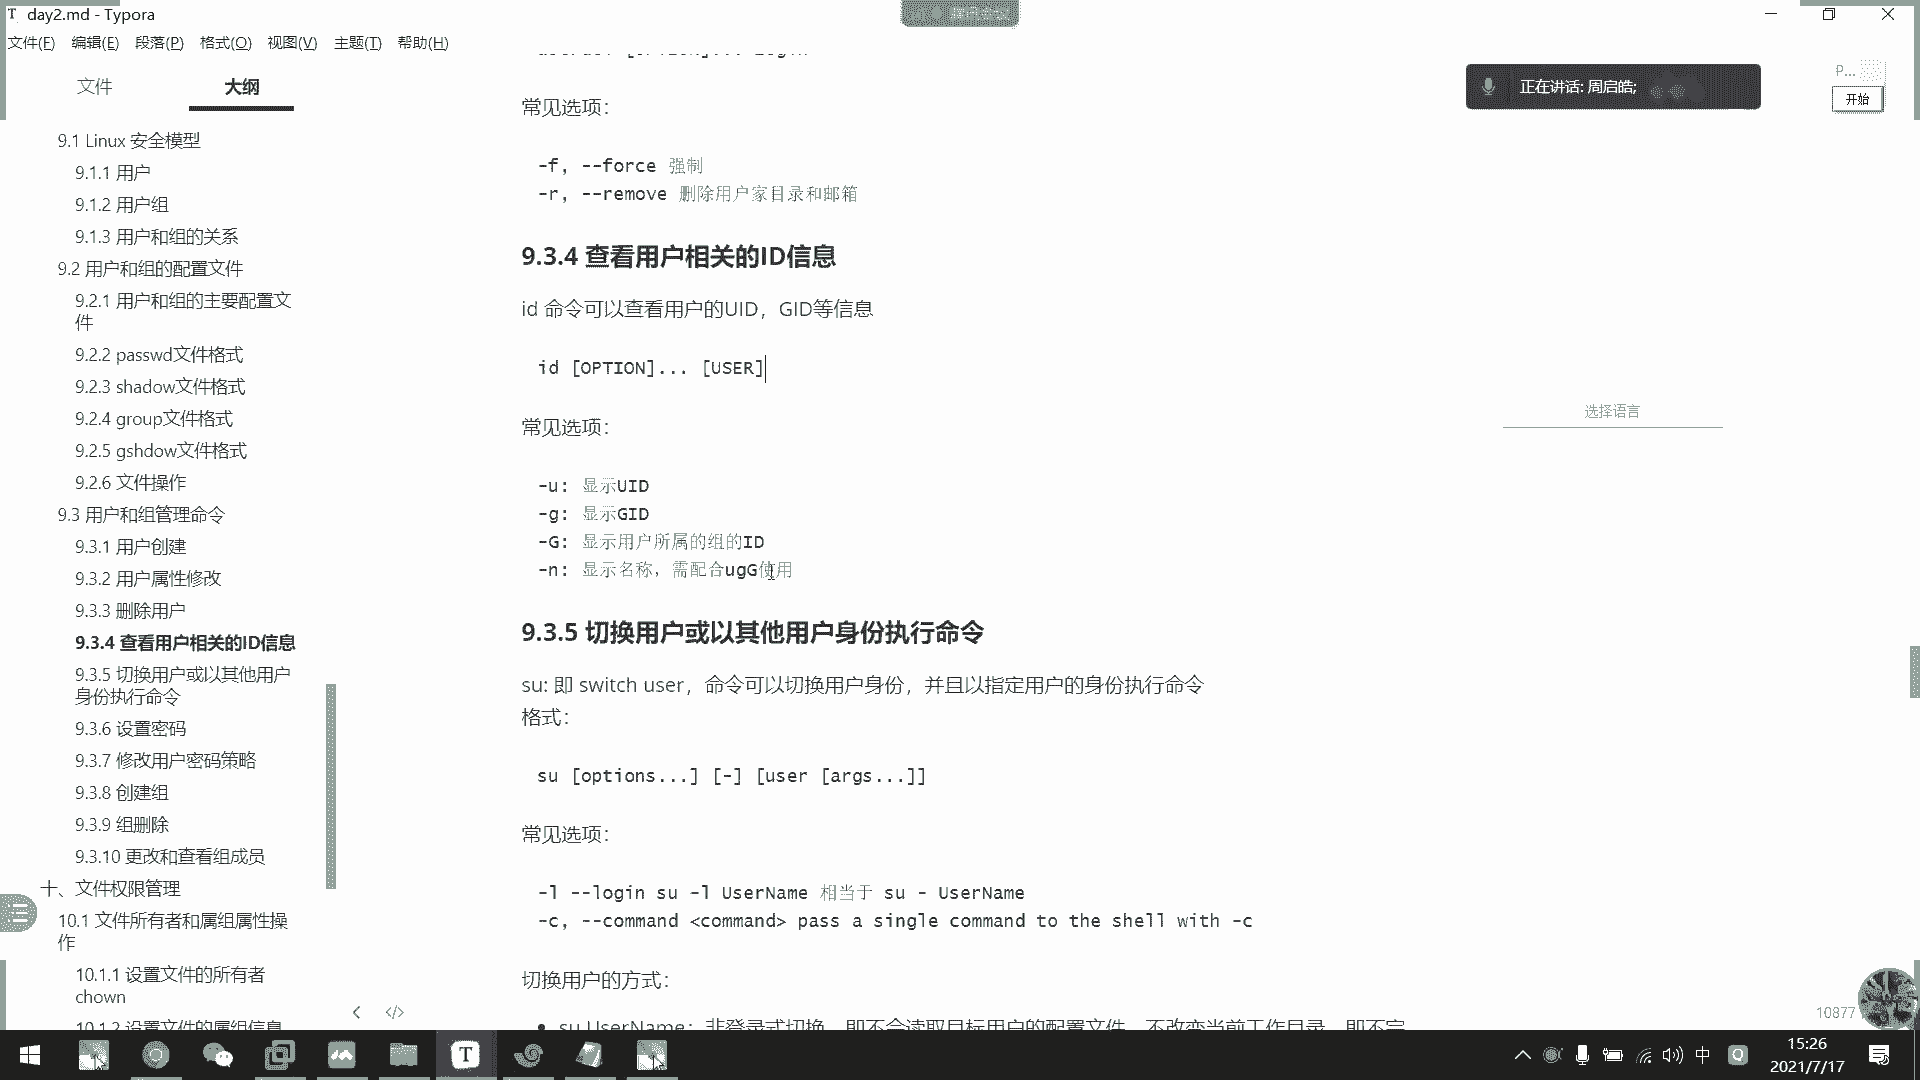 day2.md - Typora
文件(F) 编辑(E) 段落(P) 格式(O) 视图(V) 主题(T) 帮助(H)
文件 大纲
9.1 Linux 安全模型
9.1.1 用户
9.1.2 用户组
9.1.3 用户和组的关系
9.2 用户和组的配置文件
9.2.1 用户和组的主要配置文
件
9.2.2 passwd文件格式
9.2.3 shadow文件格式
9.2.4 group文件格式
9.2.5 gshdow文件格式
9.2.6 文件操作
9.3 用户和组管理命令
9.3.1 用户创建
9.3.2 用户属性修改
9.3.3 删除用户
9.3.4 查看用户相关的ID信息
9.3.5 切换用户或以其他用户
身份执行命令
9.3.6 设置密码
9.3.7 修改用户密码策略
9.3.8 创建组
9.3.9 组删除
9.3.10 更改和查看组成员
十、文件权限管理
10.1 文件所有者和属组属性操
作
10.1.1 设置文件的所有者
chown
10.1.2 设置文件的属组信息
常见选项：
-f, --force 强制
-r, --remove 删除用户家目录和邮箱
9.3.4 查看用户相关的ID信息
id 命令可以查看用户的UID，GID等信息
id [OPTION]... [USER]
常见选项：
-u: 显示UID
-g: 显示GID
-G: 显示用户所属的组的ID
-n: 显示名称，需配合ugG使用
9.3.5 切换用户或以其他用户身份执行命令
su: 即 switch user，命令可以切换用户身份，并且以指定用户的身份执行命令
格式：
su [options...] [-] [user [args...]]
常见选项：
-l --login su -l UserName 相当于 su - UserName
-c, --command <command> pass a single command to the shell with -c
切换用户的方式：
su UserName：非登录式切换，即不会读取目标用户的配置文件，不改变当前工作目录，即不完
正在讲话: 周启皓;
P...
开始
选择语言
10877
中
15:26
2021/7/17